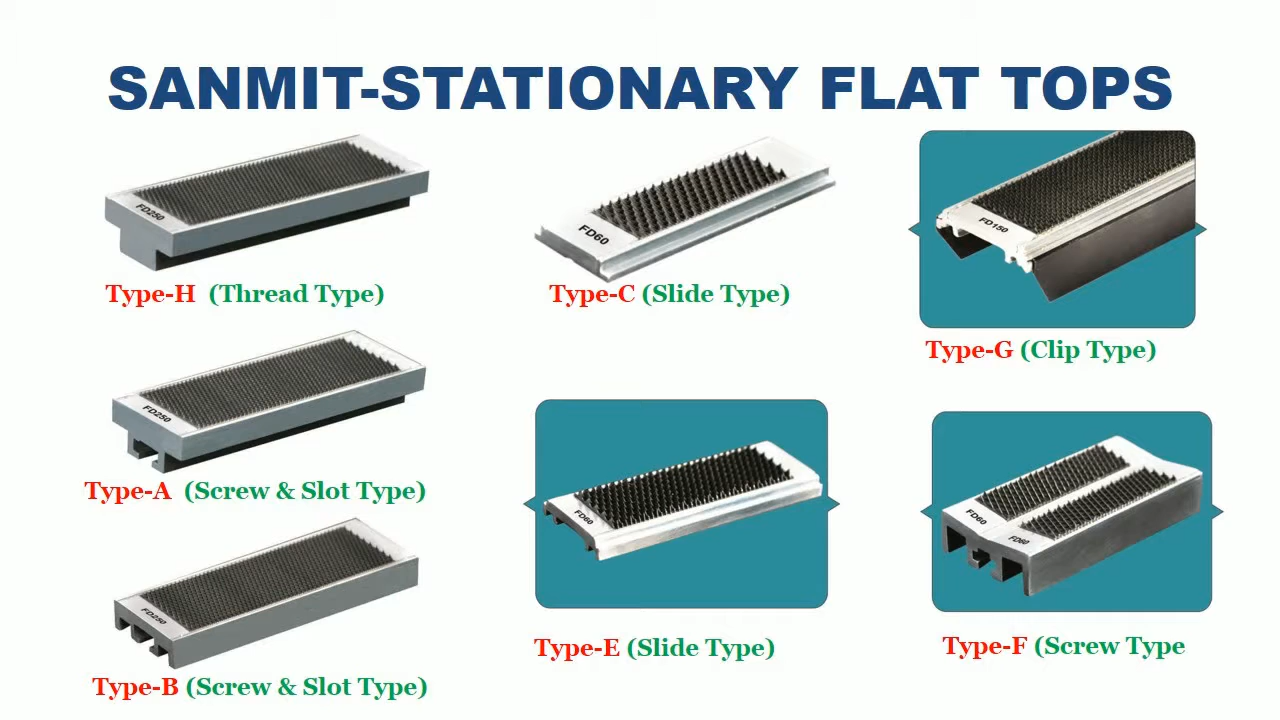 SANMIT-STATIONARY FLAT TOPS
FD250
Type-H (Thread Type)
FD60
Type-C (Slide Type)
FD150
Type-G (Clip Type)
FD250
Type-A (Screw & Slot Type)
FD60
Type-E (Slide Type)
FD60
FD60
Type-F (Screw Type
FD250
Type-B (Screw & Slot Type)